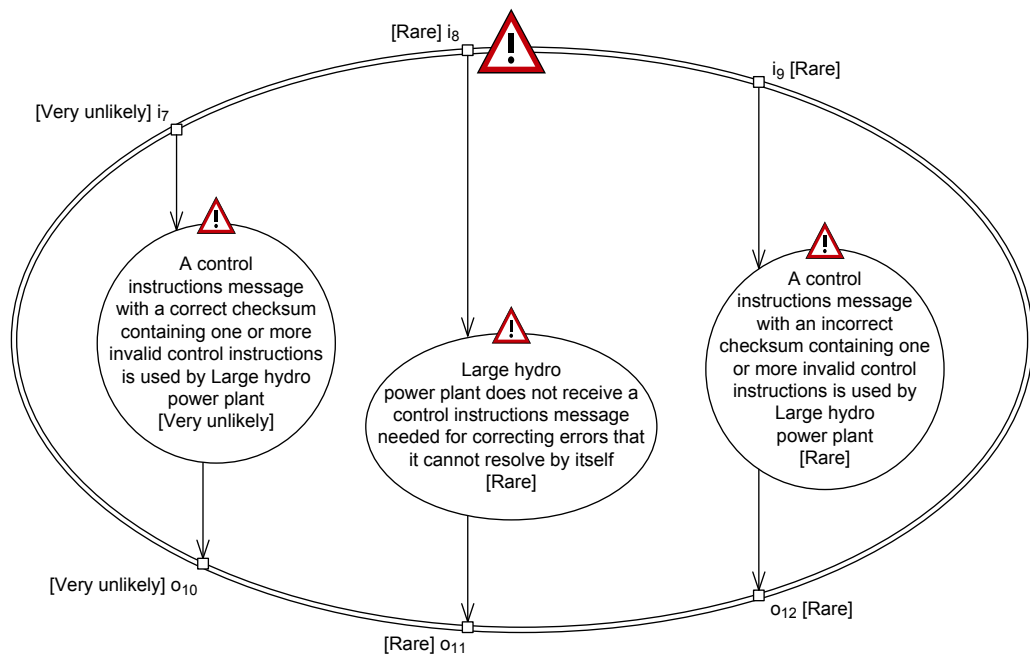 [Rare] i8
i9 [Rare]
[Very unlikely] i7
A control
instructions message
with a correct checksum
containing one or more
invalid control instructions
is used by Large hydro
power plant
[Very unlikely]
Large hydro
power plant does not receive a
control instructions message
needed for correcting errors that
it cannot resolve by itself
[Rare]
A control
instructions message
with an incorrect
checksum containing one
or more invalid control
instructions is used by
Large hydro
power plant
[Rare]
[Very unlikely] o10
[Rare] o11
o12 [Rare]